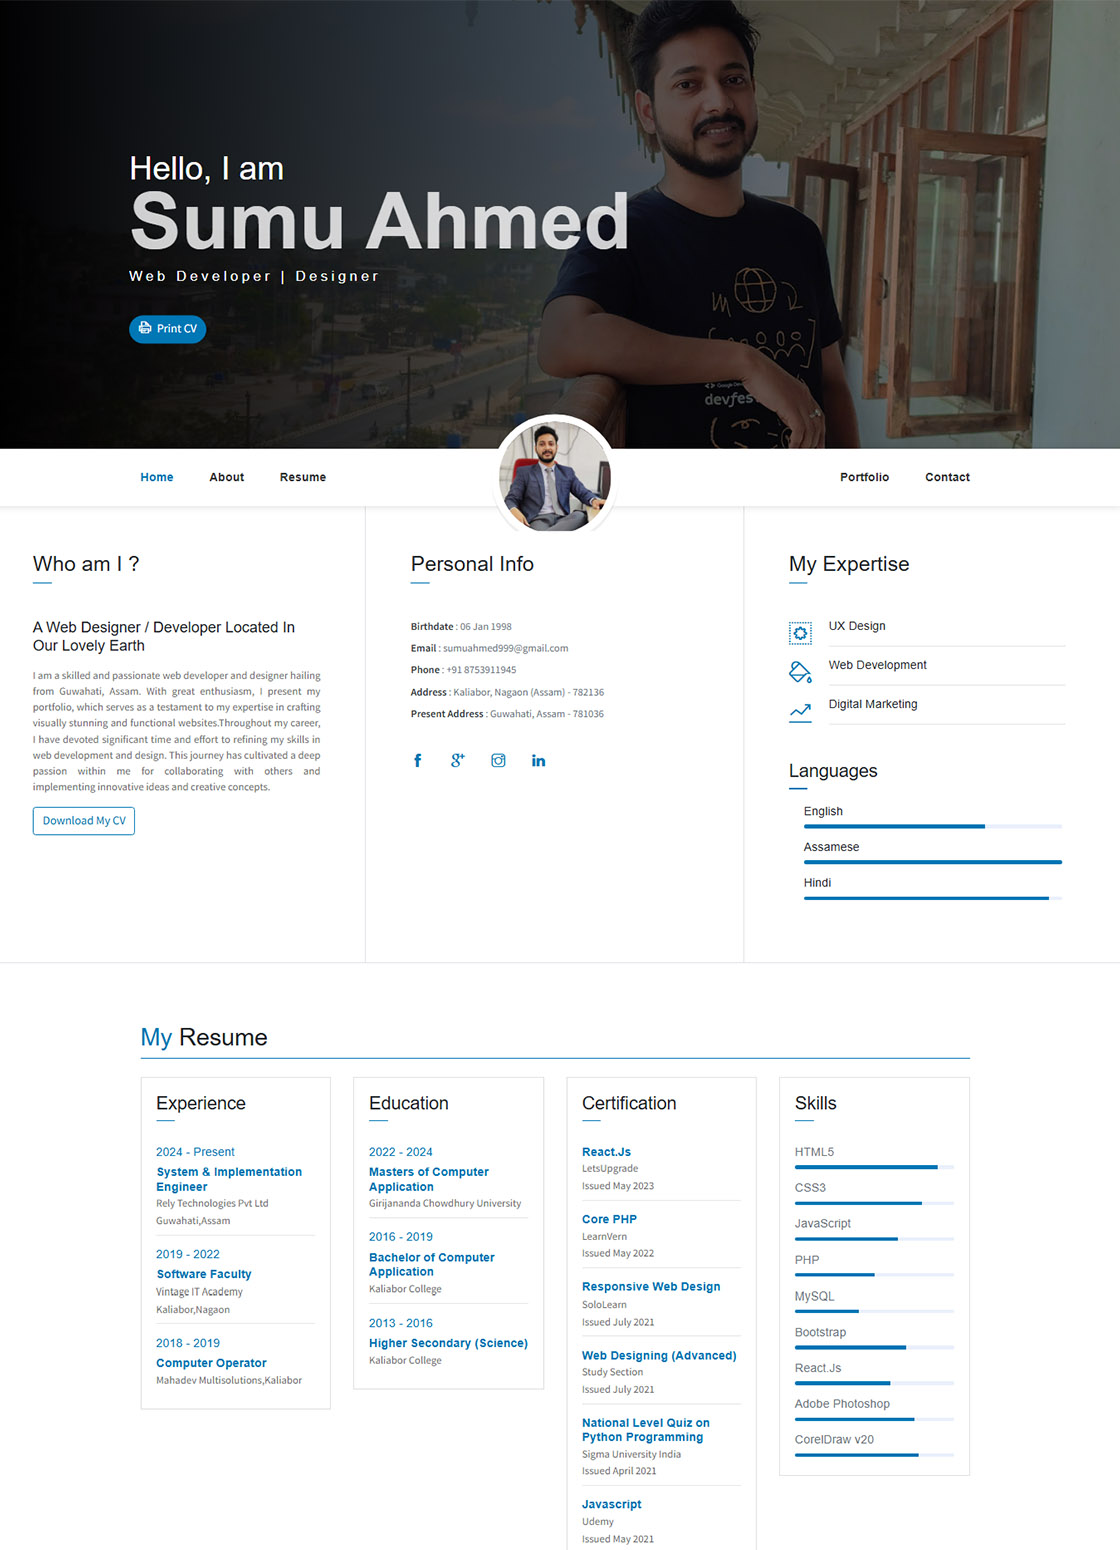 Hello, I am
Sumu Ahmed
Web Developer | Designer
Print CV
devfes
Home
About
Resume
Portfolio
Contact
Who am I ?
A Web Designer / Developer Located In
Our Lovely Earth
I am a skilled and passionate web developer and designer hailing
from Guwahati, Assam. With great enthusiasm, I present my
portfolio, which serves as a testament to my expertise in crafting
visually stunning and functional websites.Throughout my career,
I have devoted significant time and effort to refining my skills in
web development and design. This journey has cultivated a deep
passion within me for collaborating with others and
implementing innovative ideas and creative concepts.
Download My CV
Personal Info
Birthdate : 06 Jan 1998
Email : sumuahmed999@gmail.com
Phone : +91 8753911945
Address : Kaliabor, Nagaon (Assam) - 782136
Present Address : Guwahati, Assam - 781036
My Expertise
UX Design
Web Development
Digital Marketing
Languages
English
Assamese
Hindi
My Resume
Experience
2024 - Present
System & Implementation
Engineer
Rely Technologies Pvt Ltd
Guwahati,Assam
2019 - 2022
Software Faculty
Vintage IT Academy
Kaliabor,Nagaon
2018 - 2019
Computer Operator
Mahadev Multisolutions,Kaliabor
Education
2022 - 2024
Masters of Computer
Application
Girijananda Chowdhury University
2016 - 2019
Bachelor of Computer
Application
Kaliabor College
2013 - 2016
Higher Secondary (Science)
Kaliabor College
Certification
React.Js
LetsUpgrade
Issued May 2023
Core PHP
LearnVern
Issued May 2022
Responsive Web Design
SoloLearn
Issued July 2021
Web Designing (Advanced)
Study Section
Issued July 2021
National Level Quiz on
Python Programming
Sigma University India
Issued April 2021
Javascript
Udemy
Issued May 2021
Skills
HTML5
CSS3
JavaScript
PHP
MySQL
Bootstrap
React.Js
Adobe Photoshop
CorelDraw v20